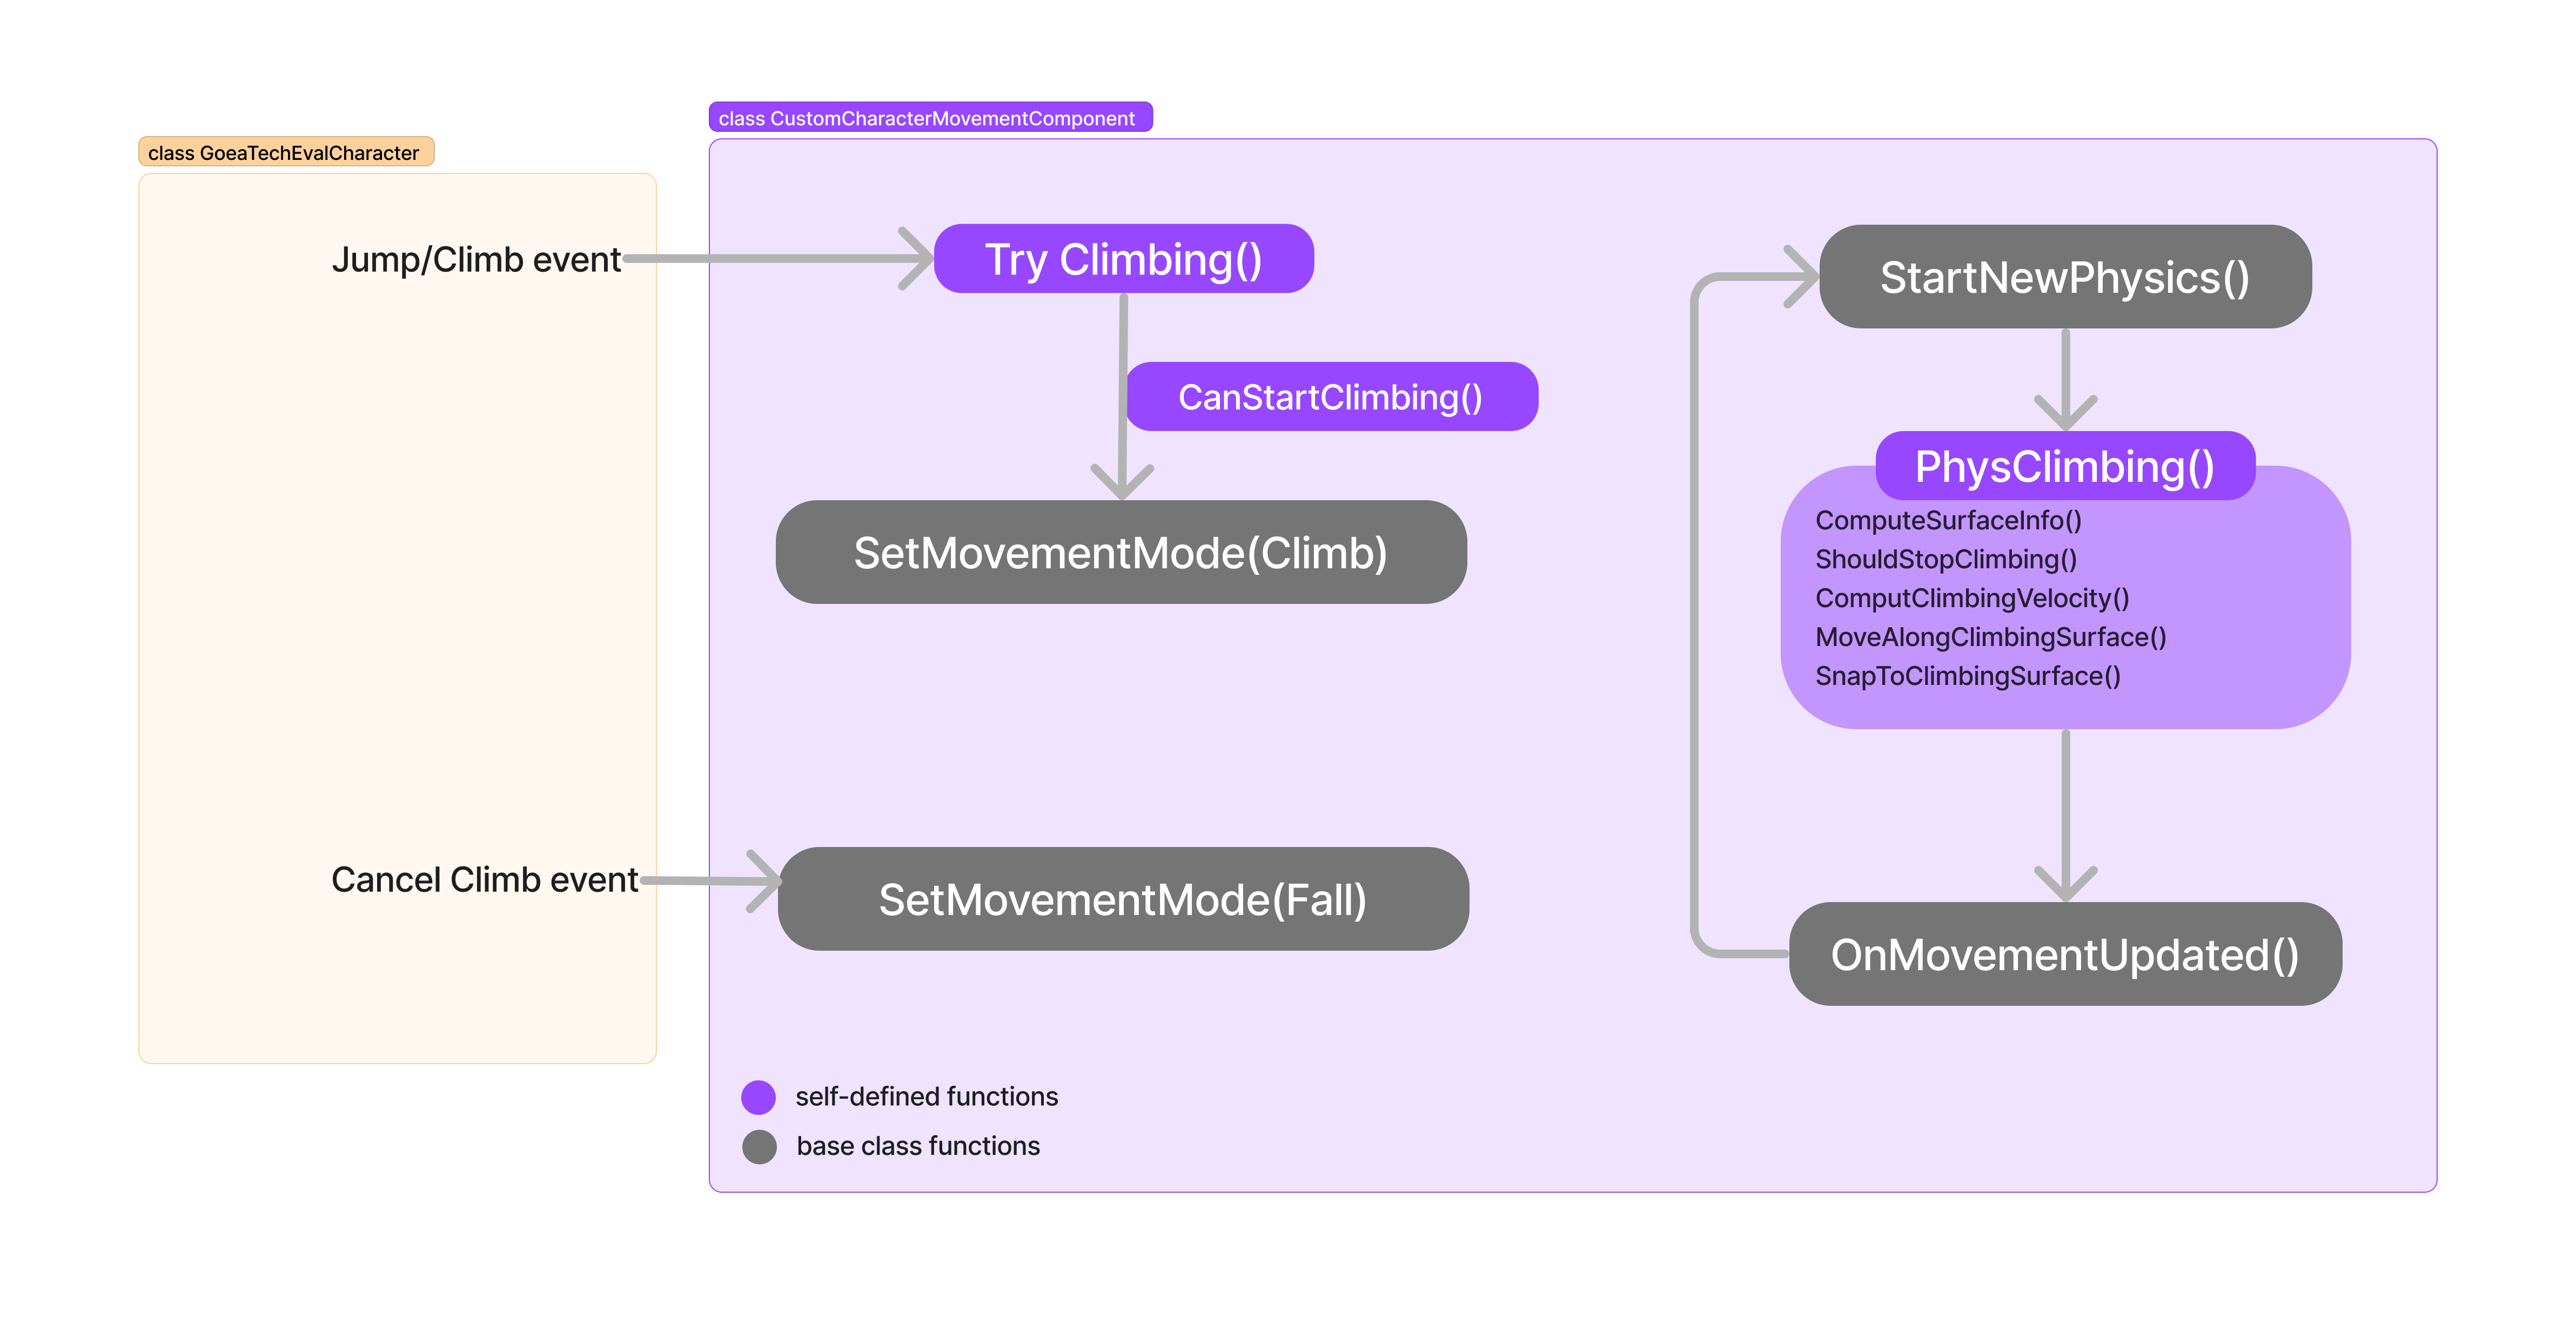 class GoeaTechEvalCharacter
Jump/Climb event
Cancel Climb event
class CustomCharacterMovementComponent
Try Climbing()
CanStartClimbing()
SetMovementMode(Climb)
SetMovementMode(Fall)
StartNewPhysics()
PhysClimbing()
ComputeSurfaceInfo()
ShouldStopClimbing()
ComputClimbingVelocity()
MoveAlongClimbingSurface()
SnapToClimbingSurface()
OnMovementUpdated()
self-defined functions
base class functions